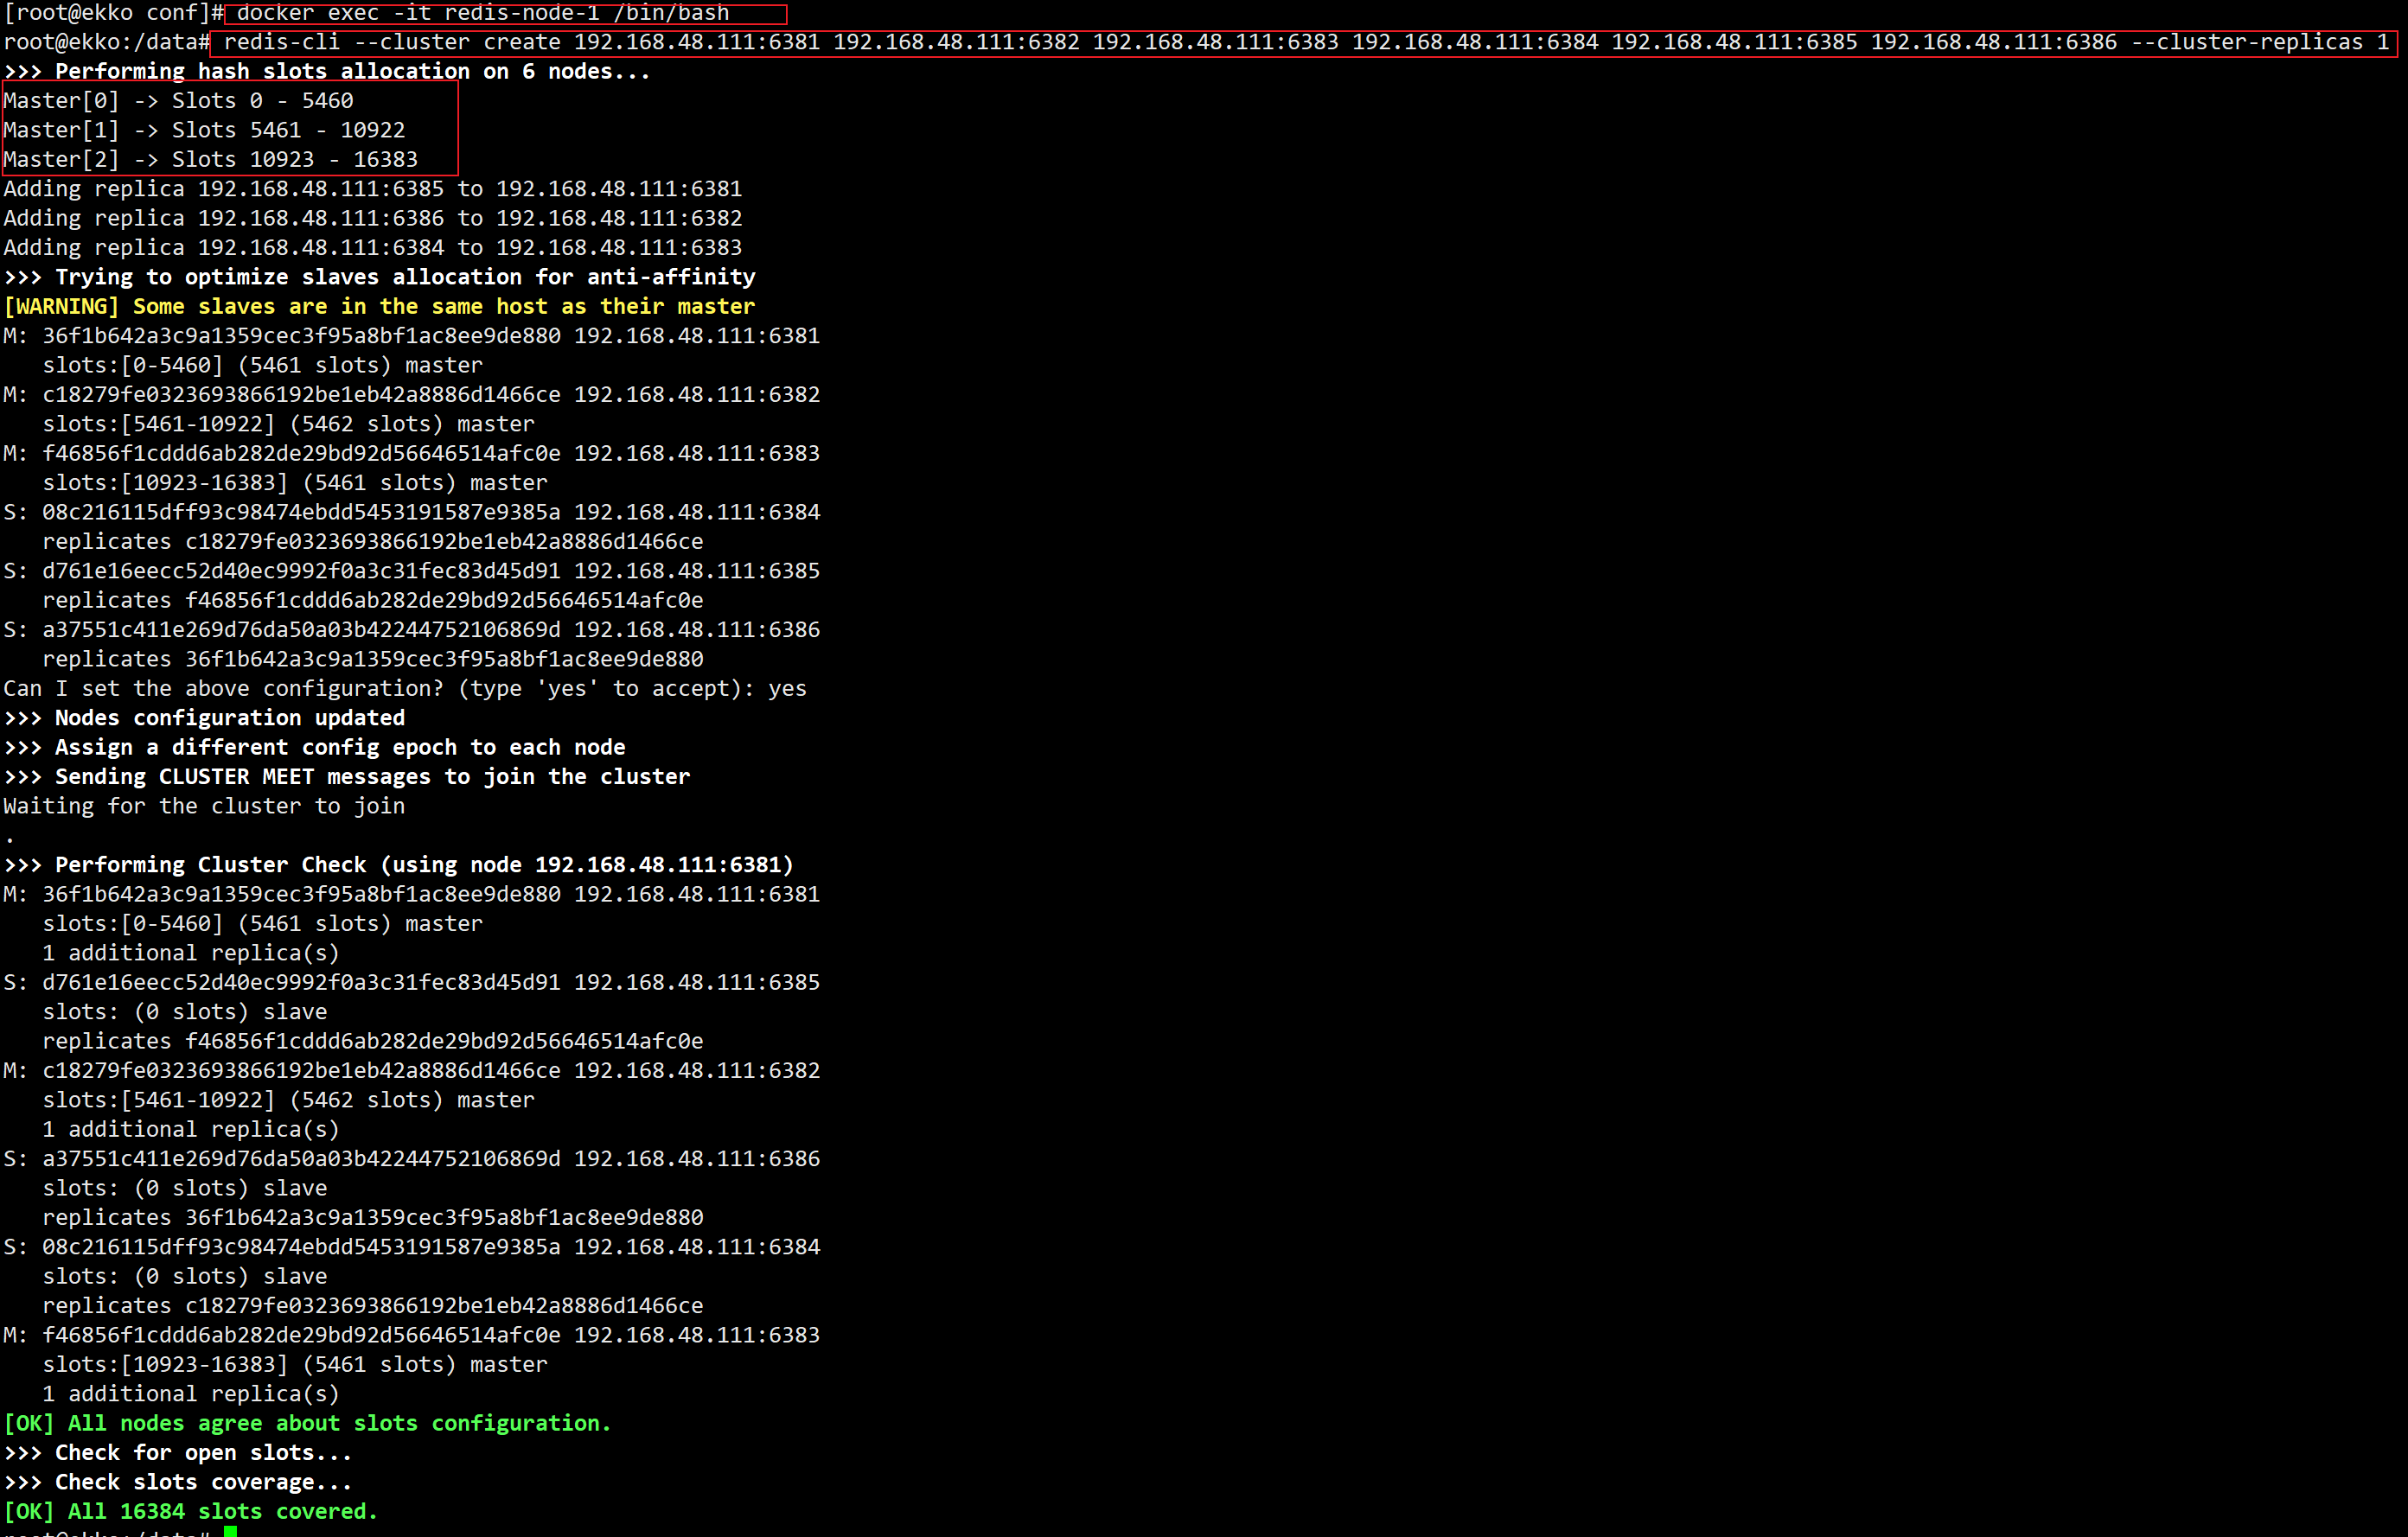 [root@ekko conf]# docker exec -it redis-node-1 /bin/bash
root@ekko:/data# redis-cli --cluster create 192.168.48.111:6381 192.168.48.111:6382 192.168.48.111:6383 192.168.48.111:6384 192.168.48.111:6385 192.168.48.111:6386 --cluster-replicas 1
>>> Performing hash slots allocation on 6 nodes...
Master[0] -> Slots 0 - 5460
Master[1] -> Slots 5461 - 10922
Master[2] -> Slots 10923 - 16383
Adding replica 192.168.48.111:6385 to 192.168.48.111:6381
Adding replica 192.168.48.111:6386 to 192.168.48.111:6382
Adding replica 192.168.48.111:6384 to 192.168.48.111:6383
>>> Trying to optimize slaves allocation for anti-affinity
[WARNING] Some slaves are in the same host as their master
M: 36f1b642a3c9a1359cec3f95a8bf1ac8ee9de880 192.168.48.111:6381
   slots:[0-5460] (5461 slots) master
M: c18279fe0323693866192be1eb42a8886d1466ce 192.168.48.111:6382
   slots:[5461-10922] (5462 slots) master
M: f46856f1cddd6ab282de29bd92d56646514afc0e 192.168.48.111:6383
   slots:[10923-16383] (5461 slots) master
S: 08c216115dff93c98474ebdd5453191587e9385a 192.168.48.111:6384
   replicates c18279fe0323693866192be1eb42a8886d1466ce
S: d761e16eecc52d40ec9992f0a3c31fec83d45d91 192.168.48.111:6385
   replicates f46856f1cddd6ab282de29bd92d56646514afc0e
S: a37551c411e269d76da50a03b42244752106869d 192.168.48.111:6386
   replicates 36f1b642a3c9a1359cec3f95a8bf1ac8ee9de880
Can I set the above configuration? (type 'yes' to accept): yes
>>> Nodes configuration updated
>>> Assign a different config epoch to each node
>>> Sending CLUSTER MEET messages to join the cluster
Waiting for the cluster to join
.
>>> Performing Cluster Check (using node 192.168.48.111:6381)
M: 36f1b642a3c9a1359cec3f95a8bf1ac8ee9de880 192.168.48.111:6381
   slots:[0-5460] (5461 slots) master
   1 additional replica(s)
S: d761e16eecc52d40ec9992f0a3c31fec83d45d91 192.168.48.111:6385
   slots: (0 slots) slave
   replicates f46856f1cddd6ab282de29bd92d56646514afc0e
M: c18279fe0323693866192be1eb42a8886d1466ce 192.168.48.111:6382
   slots:[5461-10922] (5462 slots) master
   1 additional replica(s)
S: a37551c411e269d76da50a03b42244752106869d 192.168.48.111:6386
   slots: (0 slots) slave
   replicates 36f1b642a3c9a1359cec3f95a8bf1ac8ee9de880
S: 08c216115dff93c98474ebdd5453191587e9385a 192.168.48.111:6384
   slots: (0 slots) slave
   replicates c18279fe0323693866192be1eb42a8886d1466ce
M: f46856f1cddd6ab282de29bd92d56646514afc0e 192.168.48.111:6383
   slots:[10923-16383] (5461 slots) master
   1 additional replica(s)
[OK] All nodes agree about slots configuration.
>>> Check for open slots...
>>> Check slots coverage...
[OK] All 16384 slots covered.
root@ekko:/data#